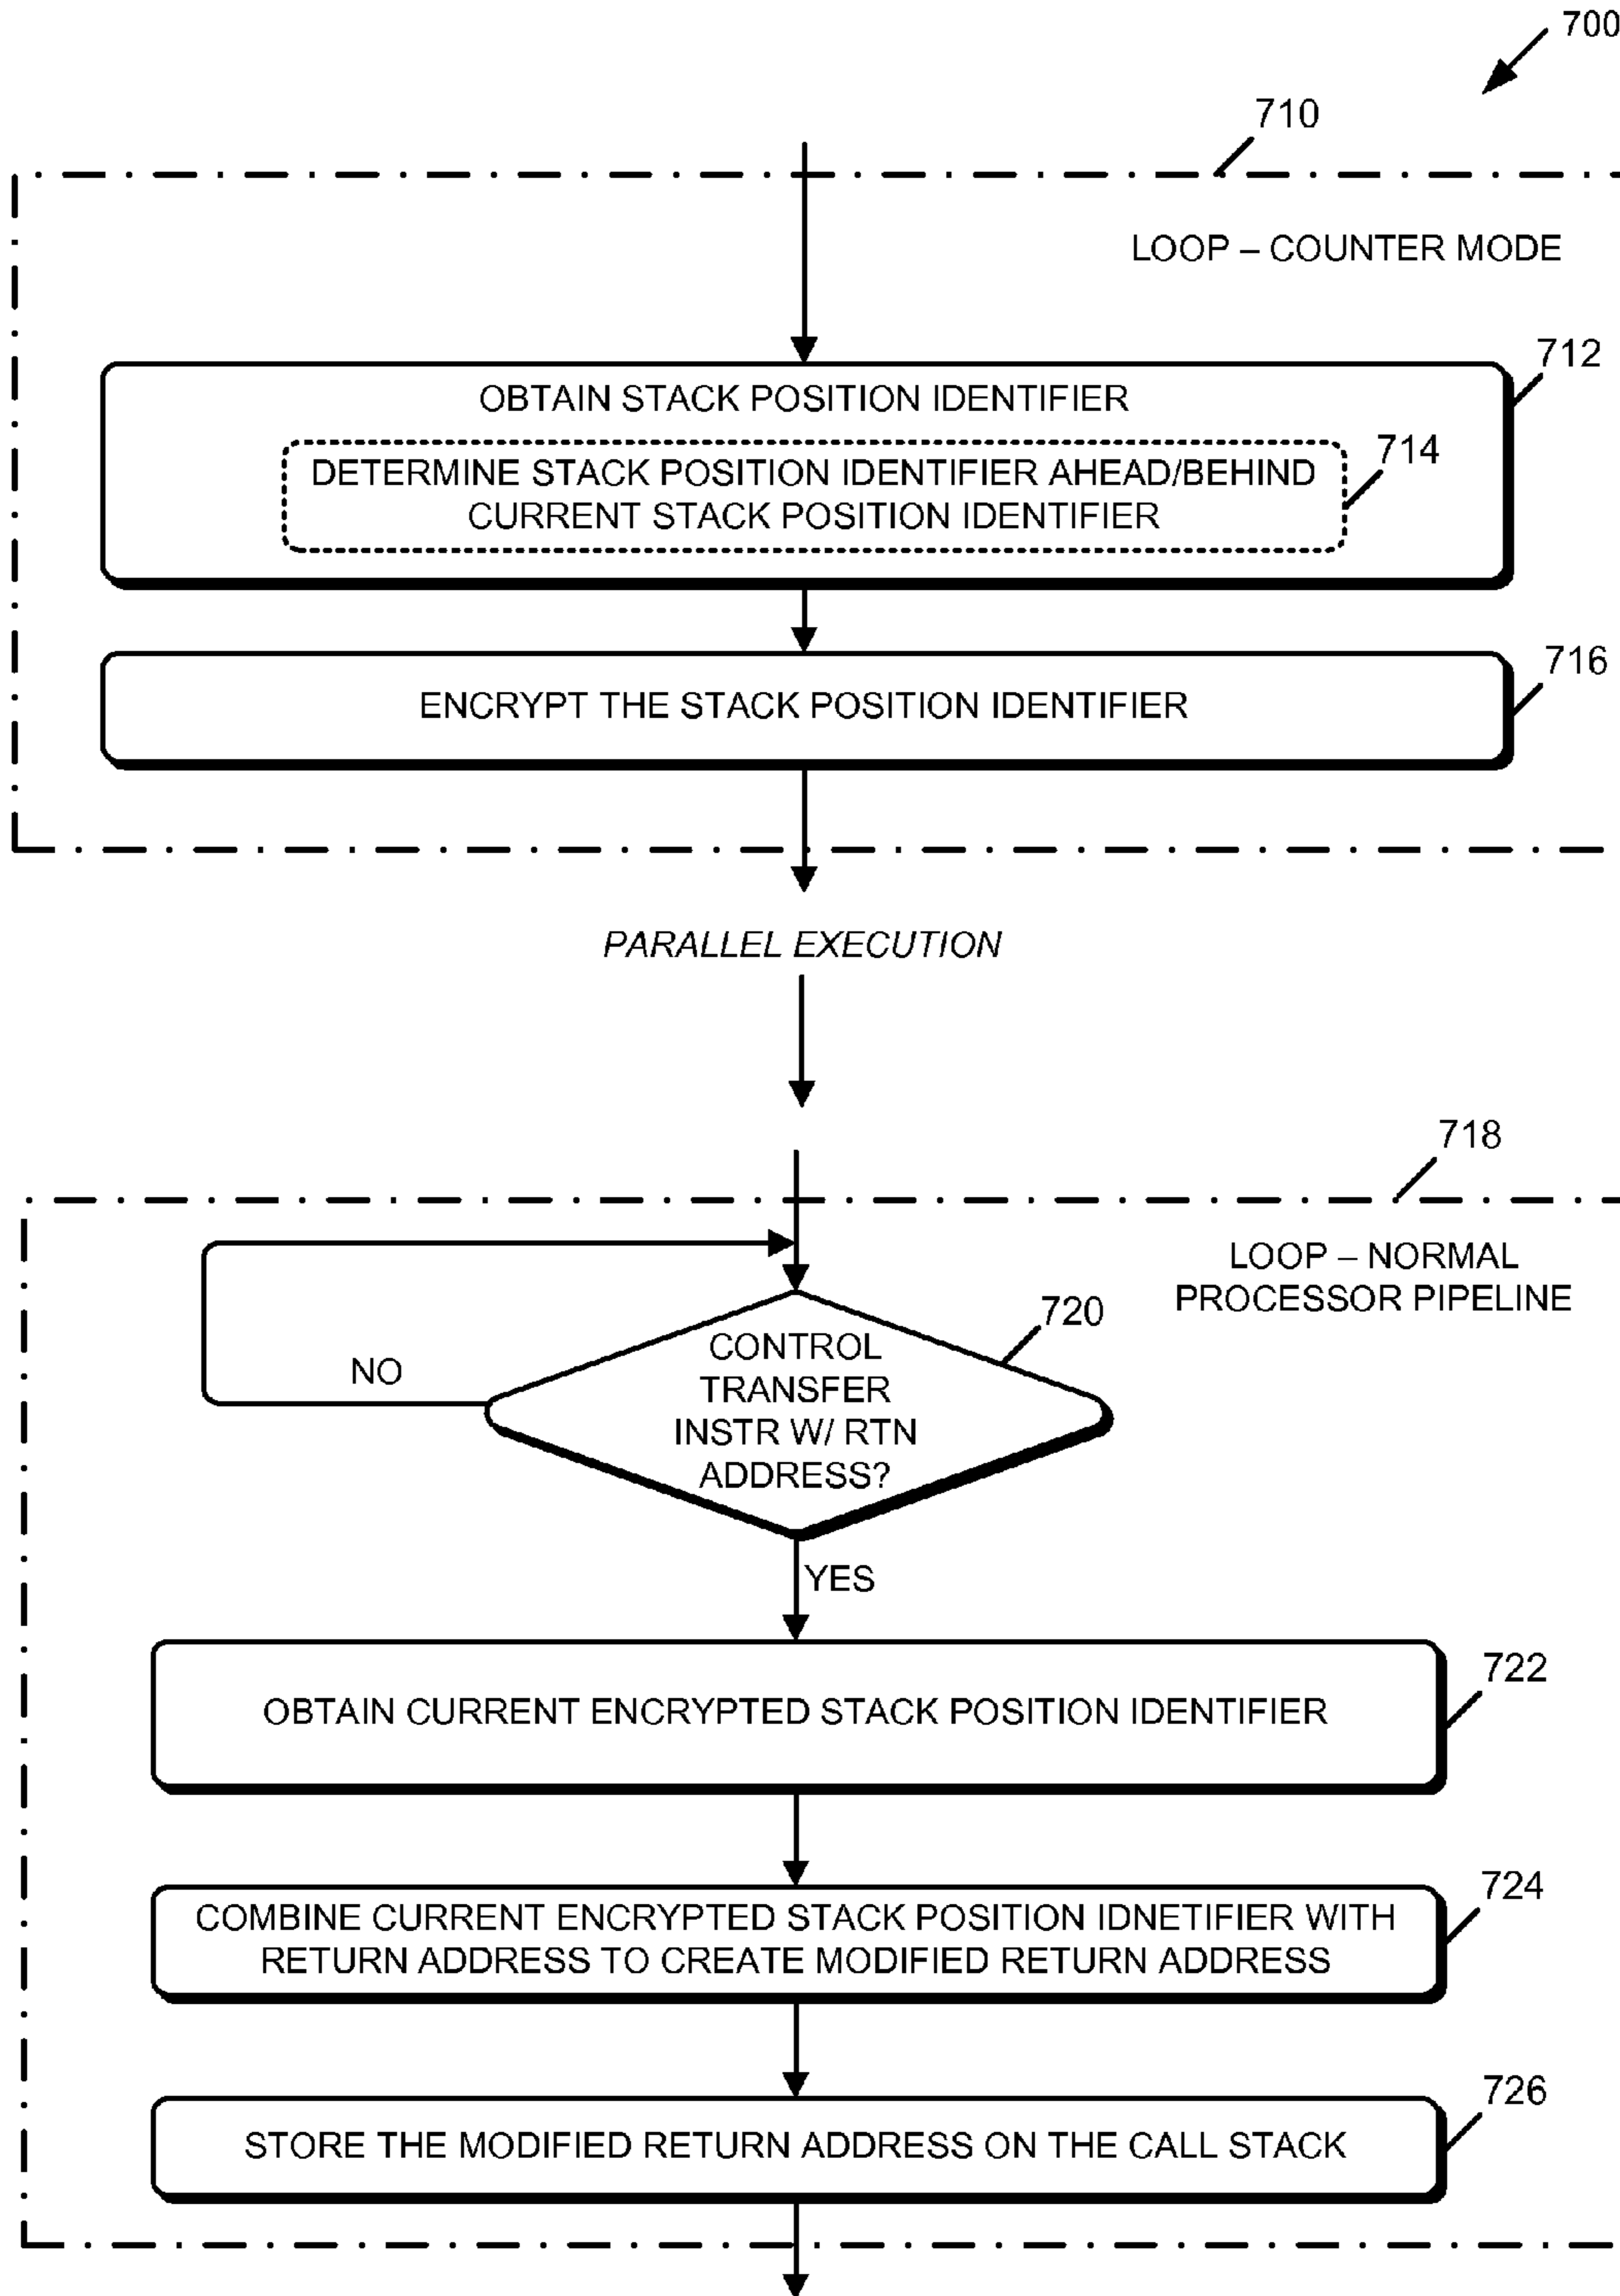 700
710
LOOP – COUNTER MODE
712
OBTAIN STACK POSITION IDENTIFIER
714
DETERMINE STACK POSITION IDENTIFIER AHEAD/BEHIND
CURRENT STACK POSITION IDENTIFIER
716
ENCRYPT THE STACK POSITION IDENTIFIER
PARALLEL EXECUTION
718
LOOP – NORMAL
PROCESSOR PIPELINE
720
CONTROL
TRANSFER
INSTR W/ RTN
ADDRESS?
NO
YES
722
OBTAIN CURRENT ENCRYPTED STACK POSITION IDENTIFIER
724
COMBINE CURRENT ENCRYPTED STACK POSITION IDNETIFIER WITH
RETURN ADDRESS TO CREATE MODIFIED RETURN ADDRESS
726
STORE THE MODIFIED RETURN ADDRESS ON THE CALL STACK